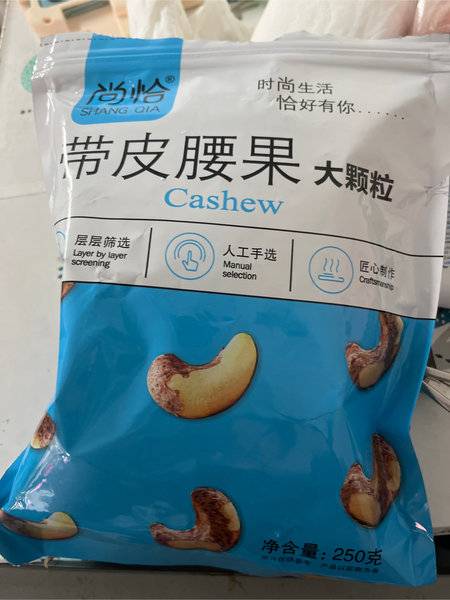 尚恰®
SHANG·QIA
时尚生活
恰好有你......
带皮腰果 大颗粒
Cashew
层层筛选
Layer by layer
screening
人工手选
Manual
selection
匠心制作
Craftsmanship
净含量：250克